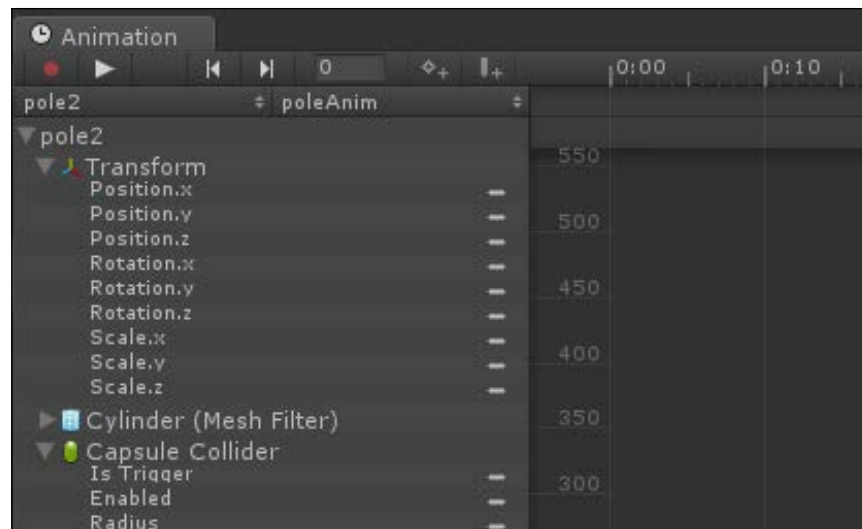 Animation
0 0:00 0:10
pole2 poleAnim
pole2
550
Transform
Position.x
Position.y
500
Position.z
Rotation.x
Rotation.y
450
Rotation.z
Scale.x
400
Scale.y
Scale.z
Cylinder (Mesh Filter)
350
Capsule Collider
Is Trigger
300
Enabled
Radius